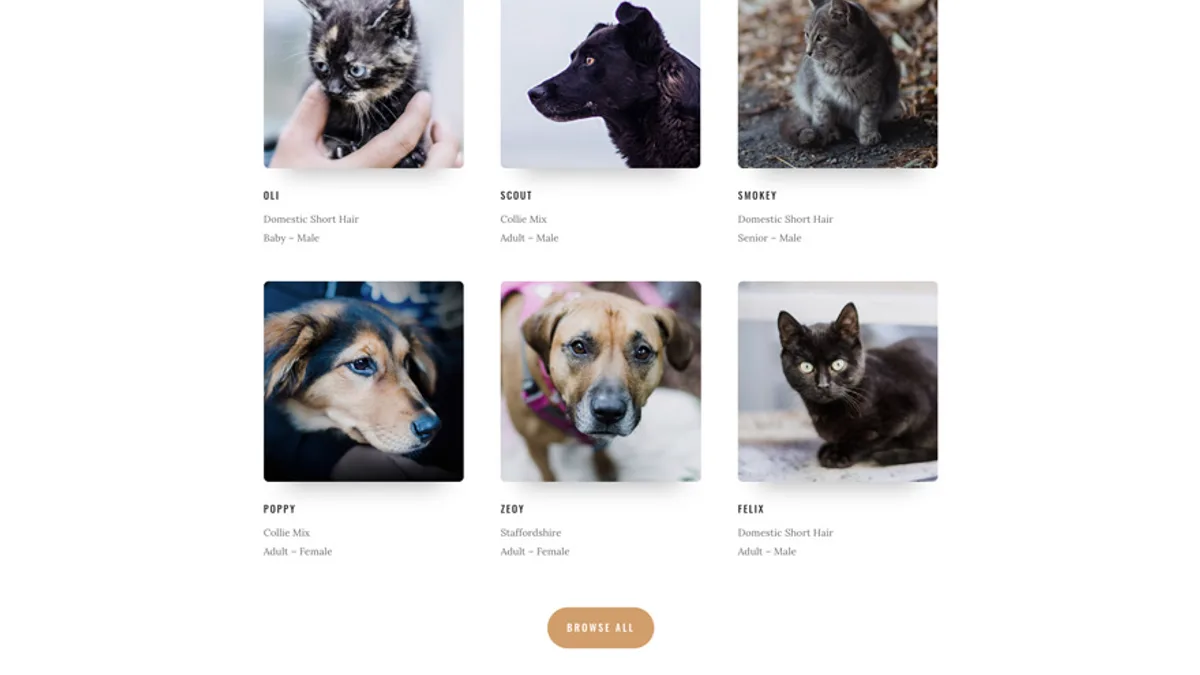 OLI
Domestic Short Hair
Baby – Male
SCOUT
Collie Mix
Adult – Male
SMOKEY
Domestic Short Hair
Senior – Male
POPPY
Collie Mix
Adult – Female
ZEOY
Staffordshire
Adult – Female
FELIX
Domestic Short Hair
Adult – Male
BROWSE ALL